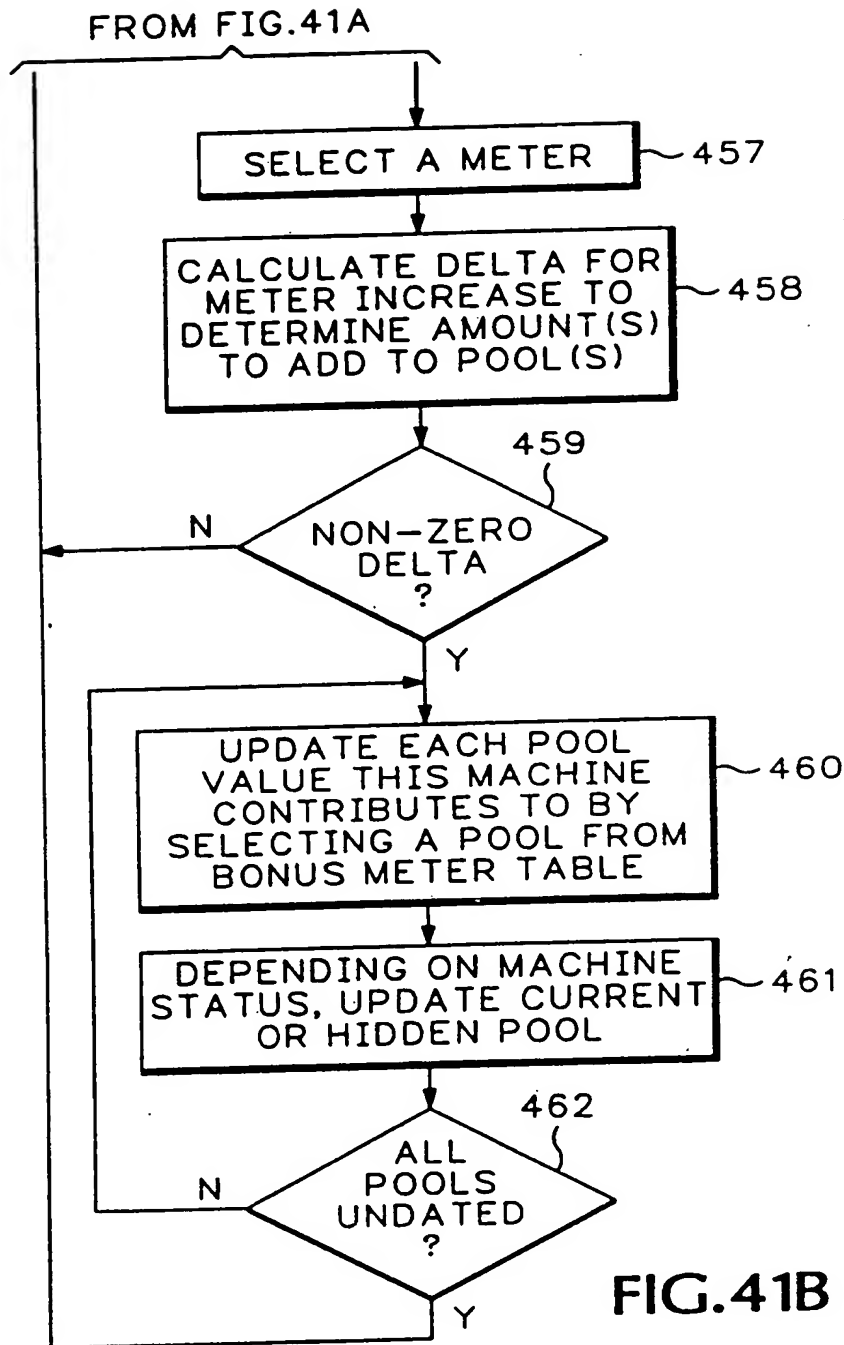 FROM FIG.41A
SELECT A METER
457
CALCULATE DELTA FOR
METER INCREASE TO
DETERMINE AMOUNT(S)
TO ADD TO POOL(S)
458
459
N
NON-ZERO
DELTA
?
Y
UPDATE EACH POOL
VALUE THIS MACHINE
CONTRIBUTES TO BY
SELECTING A POOL FROM
BONUS METER TABLE
460
DEPENDING ON MACHINE
STATUS, UPDATE CURRENT
OR HIDDEN POOL
461
462
N
ALL
POOLS
UNDATED
?
Y
FIG.41B